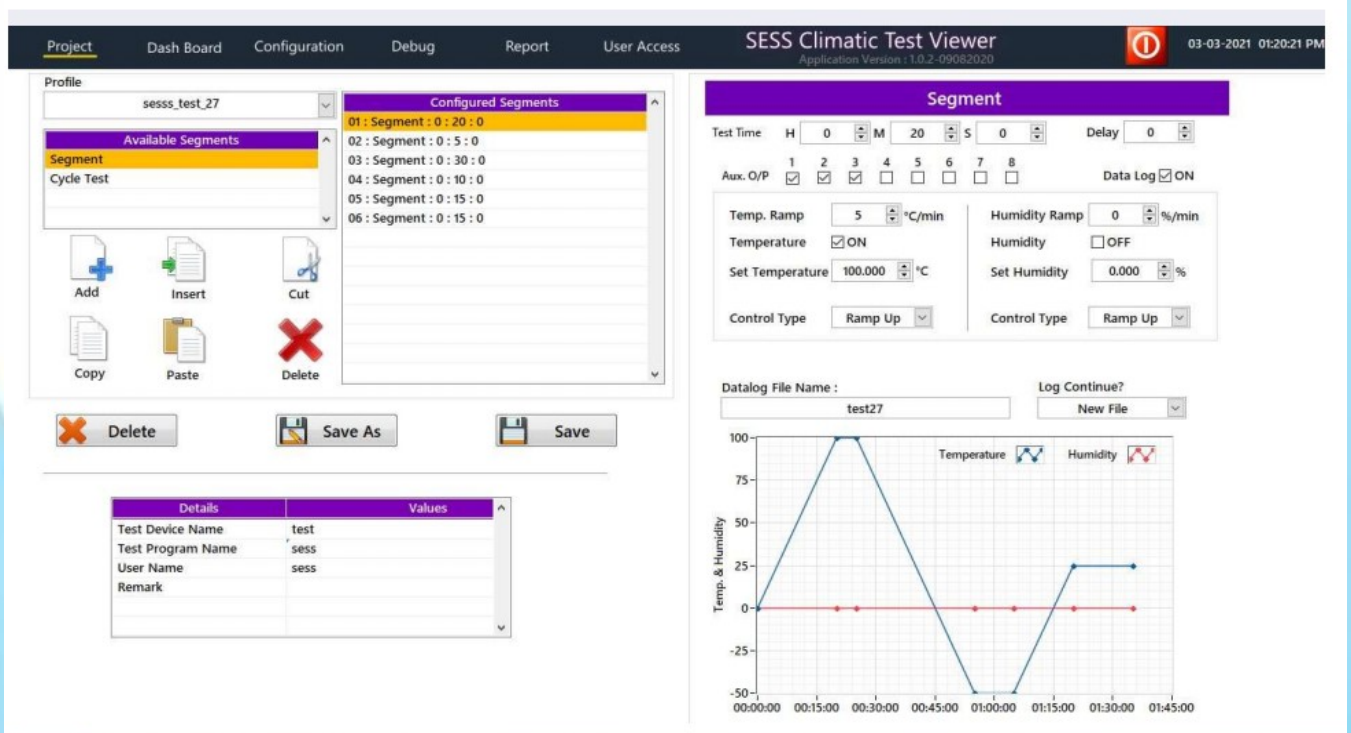 Project Dash Board Configuration Debug Report User Access SESS Climatic Test Viewer 03-03-2021 01:20:21 PM
Application Version : 1.0.2-09082020
Profile
sesss_test_27
Available Segments
Segment
Cycle Test
Add Insert Cut
Copy Paste Delete
Configured Segments
01 : Segment : 0 : 20 : 0
02 : Segment : 0 : 5 : 0
03 : Segment : 0 : 30 : 0
04 : Segment : 0 : 10 : 0
05 : Segment : 0 : 15 : 0
06 : Segment : 0 : 15 : 0
Delete Save As Save
Details Values
Test Device Name test
Test Program Name sess
User Name sess
Remark
Segment
Test Time H 0 M 20 S 0 Delay 0
1 2 3 4 5 6 7 8
Aux. O/P Data Log ON
Temp. Ramp 5 °C/min Humidity Ramp 0 %/min
Temperature ON Humidity OFF
Set Temperature 100.000 °C Set Humidity 0.000 %
Control Type Ramp Up Control Type Ramp Up
Datalog File Name : Log Continue?
test27 New File
Temperature Humidity
Temp. & Humidity
100
75
50
25
0
-25
-50
00:00:00 00:15:00 00:30:00 00:45:00 01:00:00 01:15:00 01:30:00 01:45:00